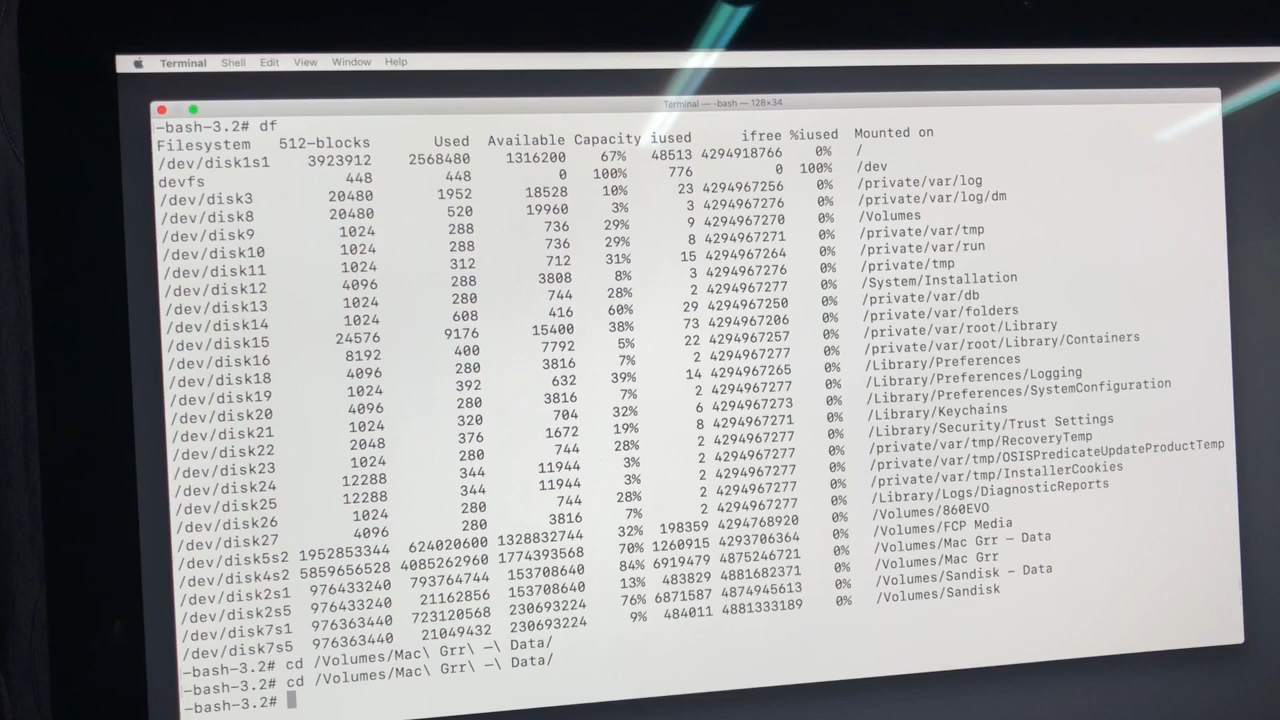 Terminal Shell Edit View Window Help
Terminal — -bash — 128×34
-bash-3.2# df
Filesystem 512-blocks Used Available Capacity iused ifree %iused Mounted on
/dev/disk1s1 3923912 2568480 1316200 67% 48513 4294918766 0% /
devfs 448 448 0 100% 776 0 100% /dev
/dev/disk3 20480 1952 18528 10% 23 4294967256 0% /private/var/log
/dev/disk8 20480 520 19960 3% 3 4294967276 0% /private/var/log/dm
/dev/disk9 1024 288 736 29% 9 4294967270 0% /Volumes
/dev/disk10 1024 288 736 29% 8 4294967271 0% /private/var/tmp
/dev/disk11 1024 312 712 31% 15 4294967264 0% /private/var/run
/dev/disk12 4096 288 3808 8% 3 4294967276 0% /private/tmp
/dev/disk13 1024 280 744 28% 2 4294967277 0% /System/Installation
/dev/disk14 1024 608 416 60% 29 4294967250 0% /private/var/db
/dev/disk15 24576 9176 15400 38% 73 4294967206 0% /private/var/folders
/dev/disk16 8192 400 7792 5% 22 4294967257 0% /private/var/root/Library
/dev/disk18 4096 280 3816 7% 2 4294967277 0% /private/var/root/Library/Containers
/dev/disk19 1024 392 632 39% 14 4294967265 0% /Library/Preferences
/dev/disk20 4096 280 3816 7% 2 4294967277 0% /Library/Preferences/Logging
/dev/disk21 1024 320 704 32% 6 4294967273 0% /Library/Preferences/SystemConfiguration
/dev/disk22 2048 376 1672 19% 8 4294967271 0% /Library/Keychains
/dev/disk23 1024 280 744 28% 2 4294967277 0% /Library/Security/Trust Settings
/dev/disk24 12288 344 11944 3% 2 4294967277 0% /private/var/tmp/RecoveryTemp
/dev/disk25 12288 344 11944 3% 2 4294967277 0% /private/var/tmp/OSISPredicateUpdateProductTemp
/dev/disk26 1024 280 744 28% 2 4294967277 0% /private/var/tmp/InstallerCookies
/dev/disk27 4096 280 3816 7% 2 4294967277 0% /Library/Logs/DiagnosticReports
/dev/disk5s2 1952853344 624020600 1328832744 32% 198359 4294768920 0% /Volumes/860EVO
/dev/disk4s2 5859656528 4085262960 1774393568 70% 1260915 4293706364 0% /Volumes/FCP Media
/dev/disk2s1 976433240 793764744 153708640 84% 6919479 4875246721 0% /Volumes/Mac Grr - Data
/dev/disk2s5 976433240 21162856 153708640 13% 483829 4881682371 0% /Volumes/Mac Grr
/dev/disk7s1 976363440 723120568 230693224 76% 6871587 4874945613 0% /Volumes/Sandisk - Data
/dev/disk7s5 976363440 21049432 230693224 9% 484011 4881333189 0% /Volumes/Sandisk
-bash-3.2# cd /Volumes/Mac\ Grr\ -\ Data/
-bash-3.2# cd /Volumes/Mac\ Grr\ -\ Data/
-bash-3.2#